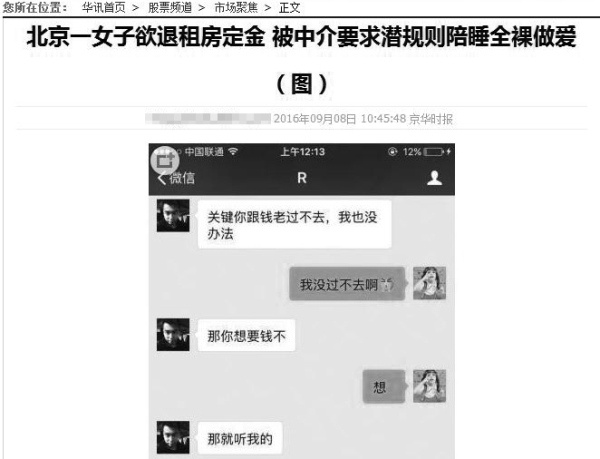 您所在位置： 华讯首页 > 股票频道 > 市场聚焦 > 正文
北京一女子欲退租房定金 被中介要求潜规则陪睡全裸做爱
（图）
2016年09月08日 10:45:48 京华时报
中国联通 上午12:13 12%
微信 R
关键你跟钱老过不去，我也没
办法
我没过不去啊
那你想要钱不
想
那就听我的